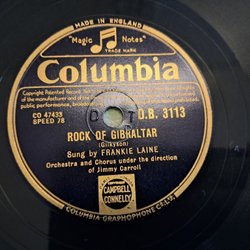 MADE IN ENGLAND
"Magic Notes"
TRADE MARK
Columbia
CO 47433
SPEED 78
D.B. 3113
ROCK OF GIBRALTAR
(Gilkyson)
Sung by FRANKIE LAINE
Orchestra and Chorus under the direction
of Jimmy Carroll
CAMPBELL
CONNELLY
COLUMBIA GRAPHOPHONE CO. LTD.